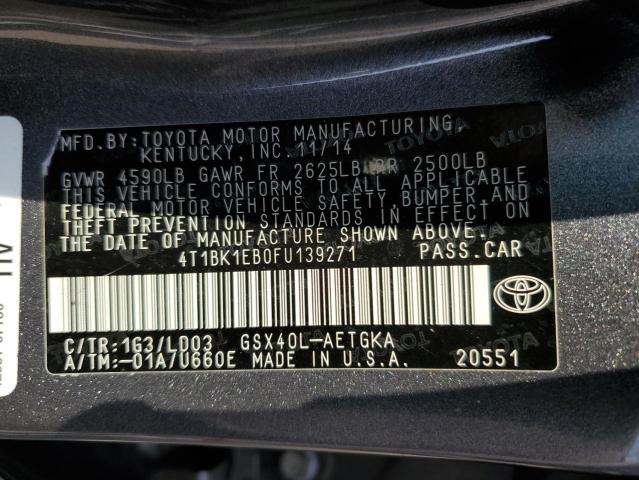 MFD.BY: TOYOTA MOTOR MANUFACTURING,
KENTUCKY, INC. 11/14
GVWR 4590LB GAWR FR 2625LB RR 2500LB
THIS VEHICLE CONFORMS TO ALL APPLICABLE
FEDERAL MOTOR VEHICLE SAFETY, BUMPER, AND
THEFT PREVENTION STANDARDS IN EFFECT ON
THE DATE OF MANUFACTURE SHOWN ABOVE.
4T1BK1EB0FU139271 PASS.CAR
C/TR:1G3/LD03 GSX40L-AETGKA
A/TM:-01A7U660E MADE IN U.S.A. 20551